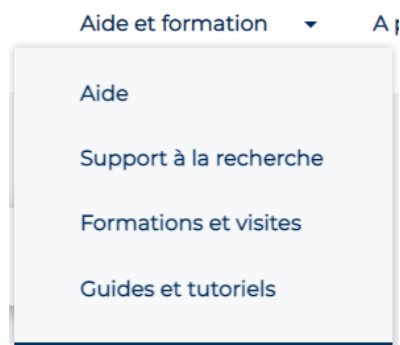 Aide et formation A
Aide
Support à la recherche
Formations et visites
Guides et tutoriels